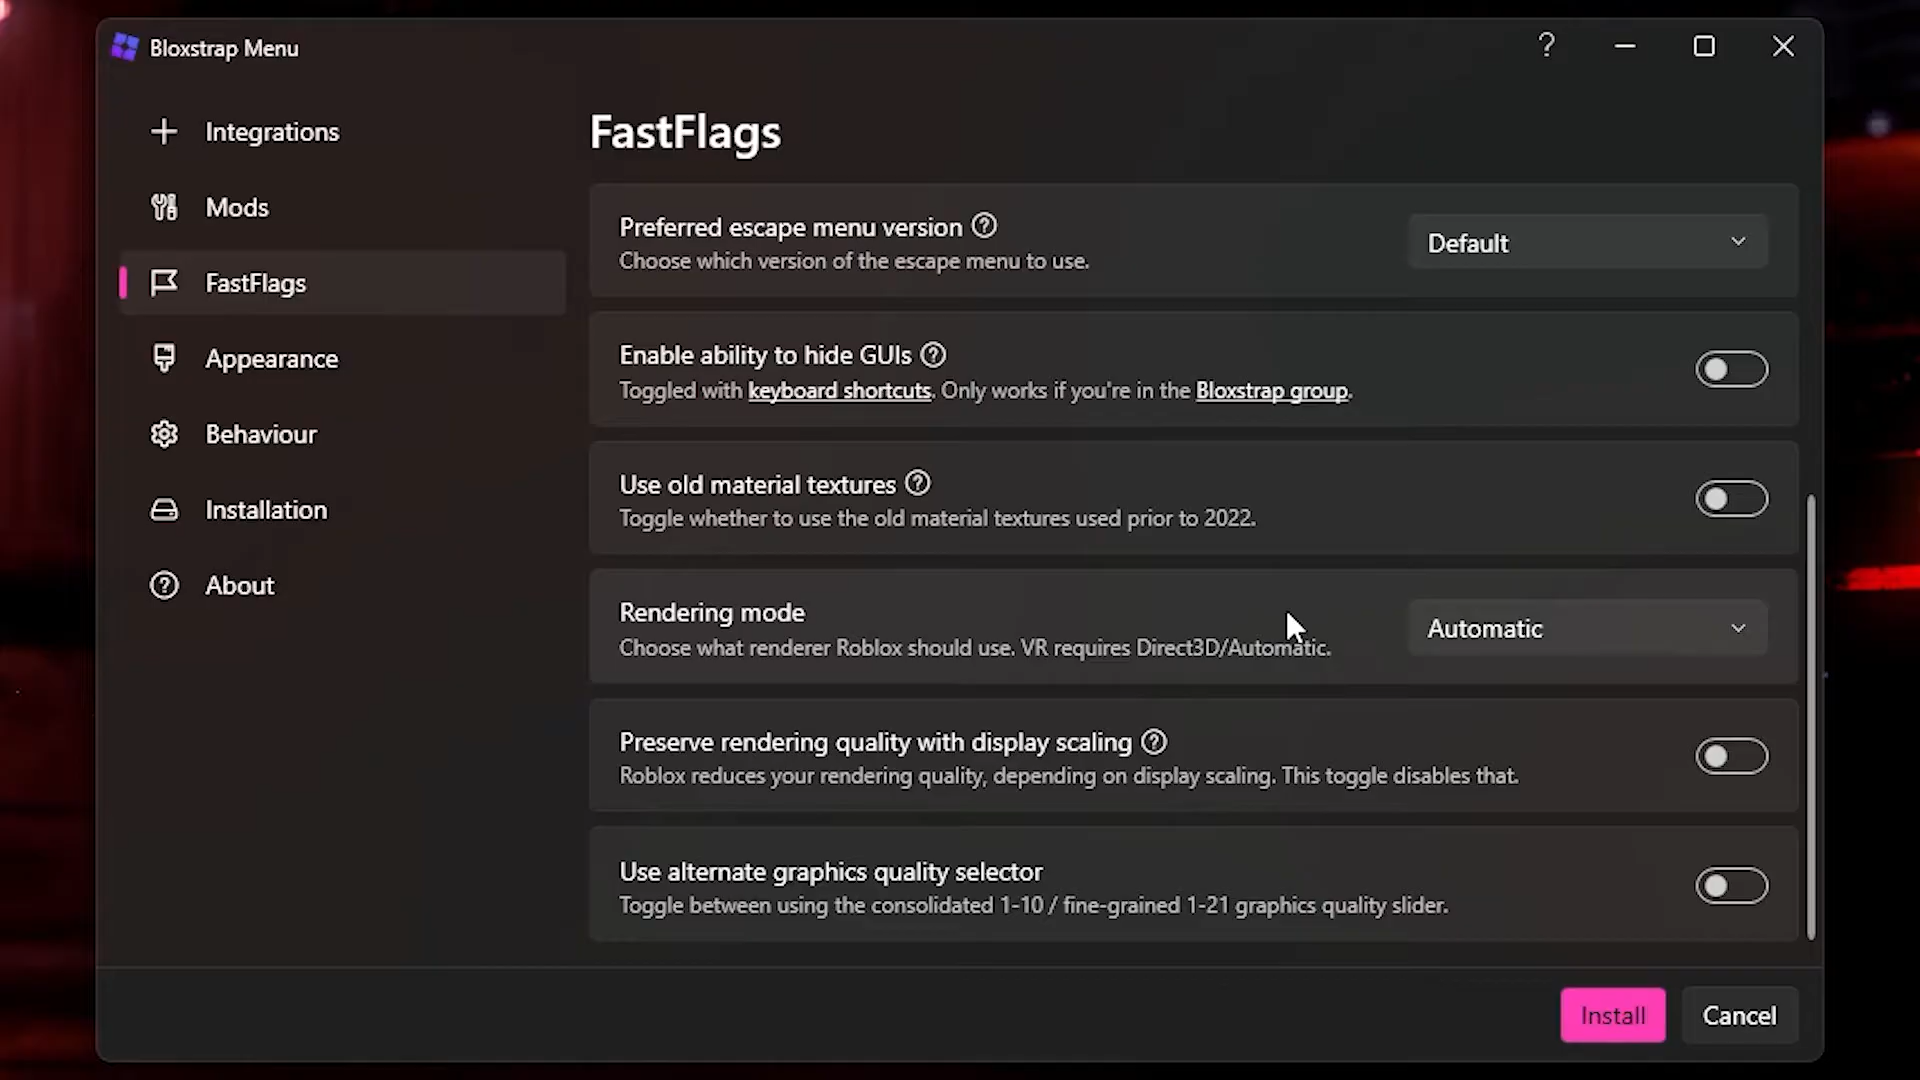 Bloxstrap Menu
Integrations
Mods
FastFlags
Appearance
Behaviour
Installation
About
FastFlags
Preferred escape menu version
Choose which version of the escape menu to use.
Default
Enable ability to hide GUIs
Toggled with keyboard shortcuts. Only works if you're in the Bloxstrap group.
Use old material textures
Toggle whether to use the old material textures used prior to 2022.
Rendering mode
Choose what renderer Roblox should use. VR requires Direct3D/Automatic.
Automatic
Preserve rendering quality with display scaling
Roblox reduces your rendering quality, depending on display scaling. This toggle disables that.
Use alternate graphics quality selector
Toggle between using the consolidated 1-10 / fine-grained 1-21 graphics quality slider.
Install
Cancel